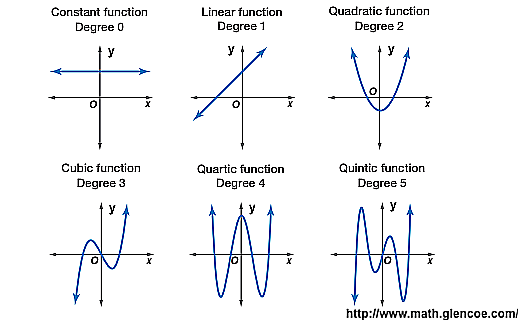 Constant function
Degree 0
Linear function
Degree 1
Quadratic function
Degree 2
y
O
x
y
O
x
y
O
x
Cubic function
Degree 3
Quartic function
Degree 4
Quintic function
Degree 5
y
O
x
y
O
x
y
O
x
http://www.math.glencoe.com/